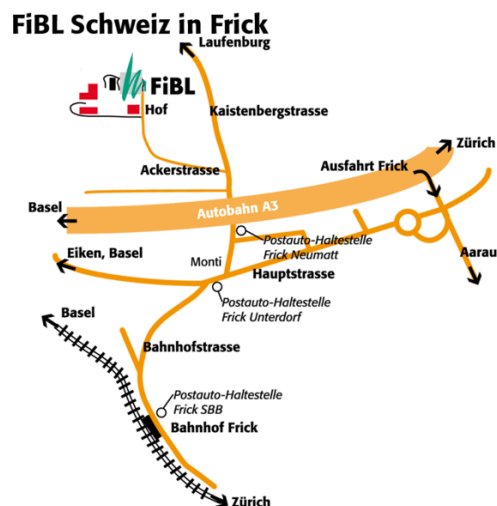 FiBL Schweiz in Frick
Laufenburg
FiBL
Hof
Kaistenbergstrasse
Zürich
Ackerstrasse
Ausfahrt Frick
Basel
Autobahn A3
Postauto-Haltestelle
Frick Neumatt
Aarau
Eiken, Basel
Monti
Hauptstrasse
Postauto-Haltestelle
Frick Unterdorf
Basel
Bahnhofstrasse
Postauto-Haltestelle
Frick SBB
Bahnhof Frick
Zürich